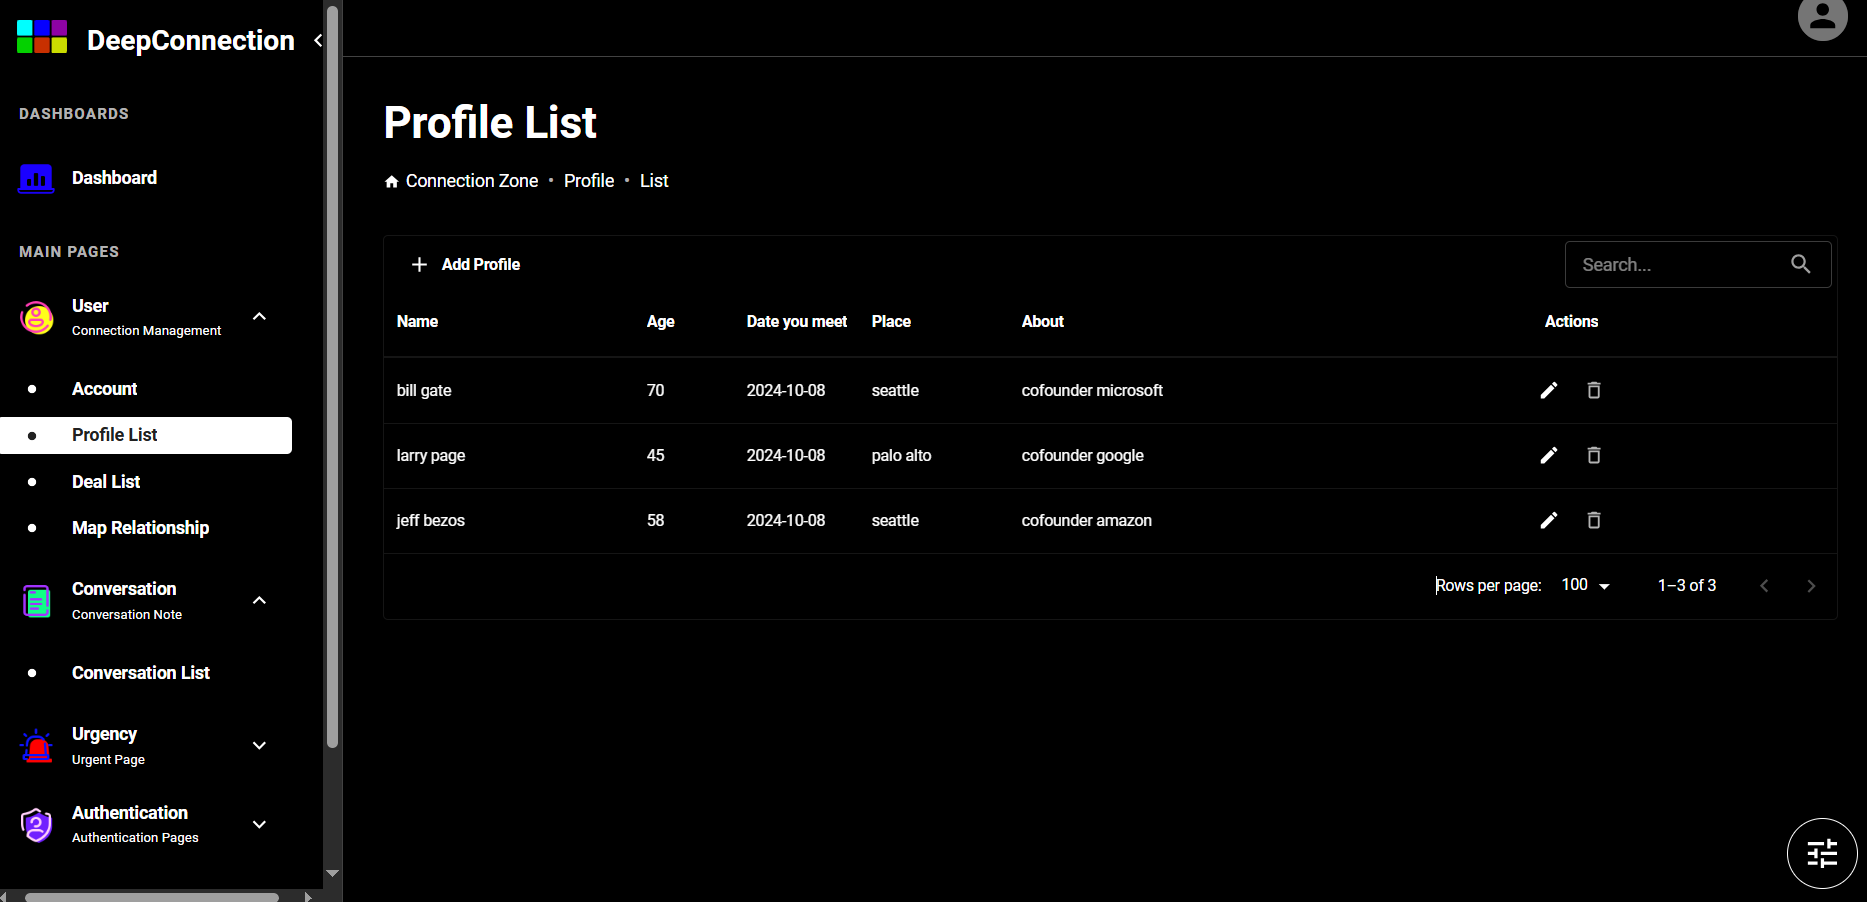 DeepConnection
DASHBOARDS
Dashboard
MAIN PAGES
User
Connection Management
Account
Profile List
Deal List
Map Relationship
Conversation
Conversation Note
Conversation List
Urgency
Urgent Page
Authentication
Authentication Pages
Profile List
Connection Zone • Profile • List
Add Profile
Search...
Name Age Date you meet Place About Actions
bill gate 70 2024-10-08 seattle cofounder microsoft
larry page 45 2024-10-08 palo alto cofounder google
jeff bezos 58 2024-10-08 seattle cofounder amazon
Rows per page: 100 1–3 of 3